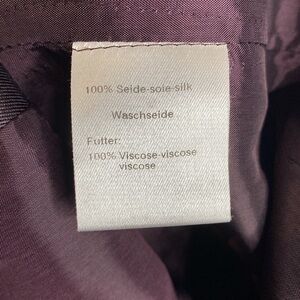 100% Seide-soie-silk
Waschseide
Futter:
100% Viscose-viscose
viscose